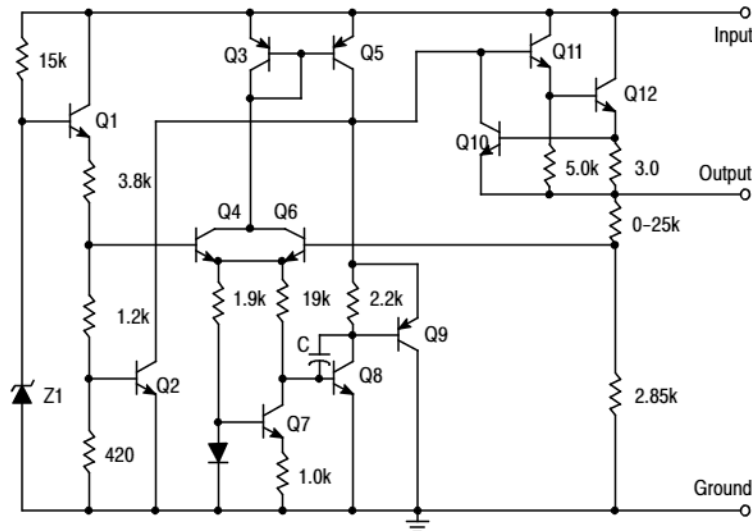 Input
Q3
Q5
Q11
15k
Q12
Q1
Q10
5.0k
3.0
Output
3.8k
0–25k
Q4
Q6
1.9k
19k
2.2k
1.2k
C
Q9
Z1
Q2
Q8
2.85k
Q7
420
1.0k
Ground